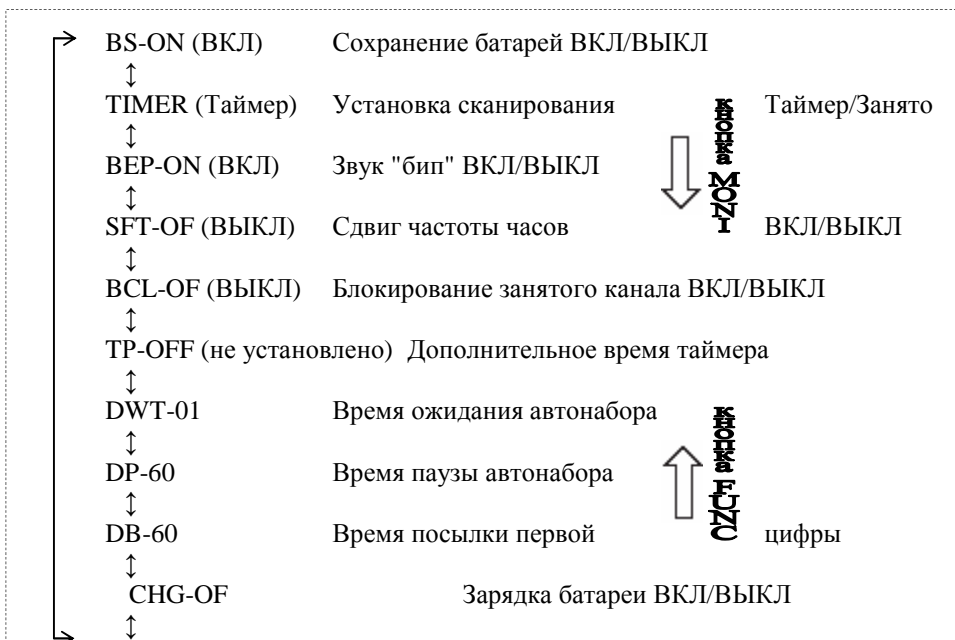 BS-ON (ВКЛ) Сохранение батарей ВКЛ/ВЫКЛ
TIMER (Таймер) Установка сканирования Таймер/Занято
BEP-ON (ВКЛ) Звук "бип" ВКЛ/ВЫКЛ
кнопка MONI
SFT-OF (ВЫКЛ) Сдвиг частоты часов ВКЛ/ВЫКЛ
BCL-OF (ВЫКЛ) Блокирование занятого канала ВКЛ/ВЫКЛ
TP-OFF (не установлено) Дополнительное время таймера
DWT-01 Время ожидания автонабора
DP-60 Время паузы автонабора
кнопка FUNC
DB-60 Время посылки первой цифры
CHG-OF Зарядка батареи ВКЛ/ВЫКЛ